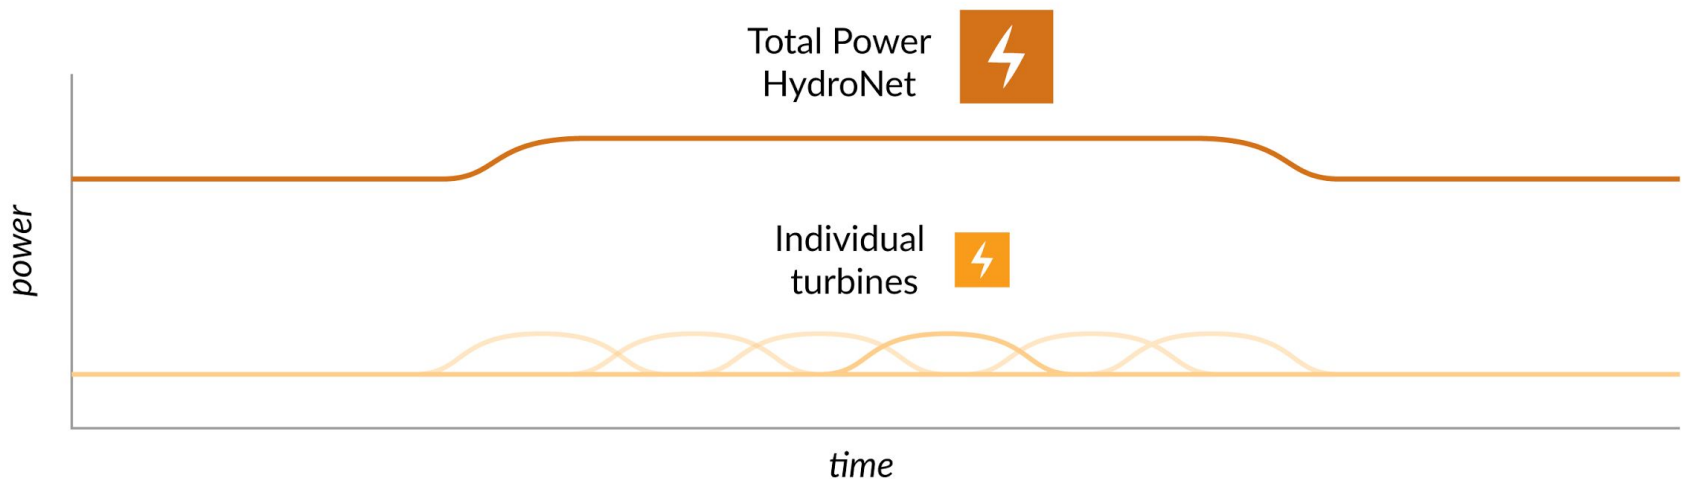 Total Power
HydroNet
power
Individual
turbines
time